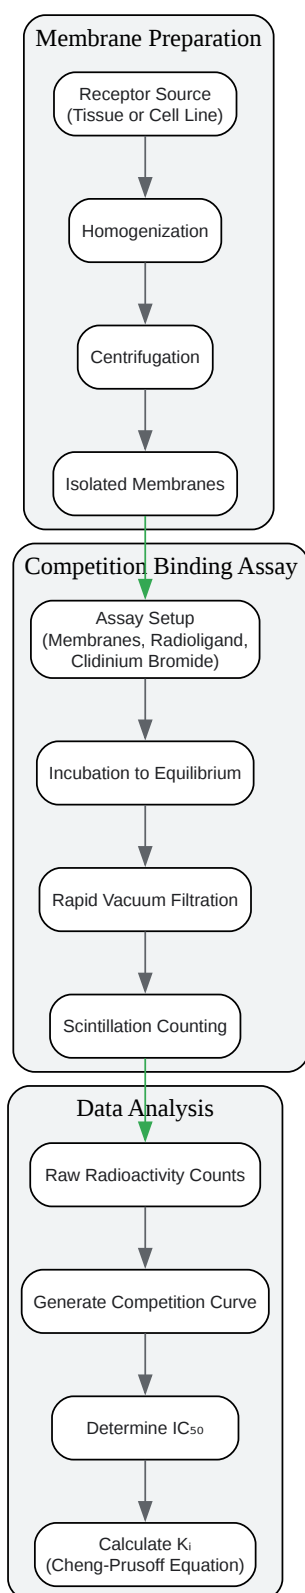 Membrane Preparation
Receptor Source
(Tissue or Cell Line)
Homogenization
Centrifugation
Isolated Membranes
Competition Binding Assay
Assay Setup
(Membranes, Radioligand,
Clidinium Bromide)
Incubation to Equilibrium
Rapid Vacuum Filtration
Scintillation Counting
Data Analysis
Raw Radioactivity Counts
Generate Competition Curve
Determine IC₅₀
Calculate Kᵢ
(Cheng-Prusoff Equation)